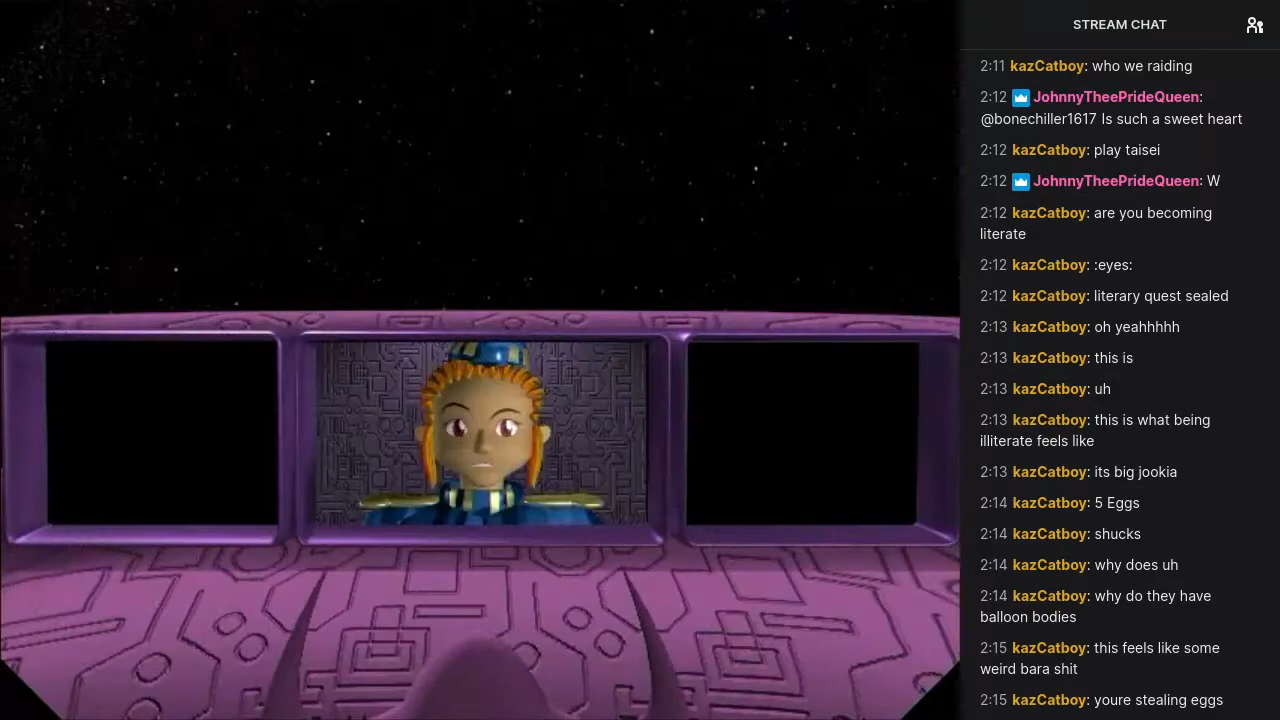 STREAM CHAT
2:11 kazCatboy: who we raiding
2:12 JohnnyTheePrideQueen:
@bonechiller1617 Is such a sweet heart
2:12 kazCatboy: play taisei
2:12 JohnnyTheePrideQueen: W
2:12 kazCatboy: are you becoming
literate
2:12 kazCatboy: :eyes:
2:12 kazCatboy: literary quest sealed
2:13 kazCatboy: oh yeahhhhh
2:13 kazCatboy: this is
2:13 kazCatboy: uh
2:13 kazCatboy: this is what being
illiterate feels like
2:13 kazCatboy: its big jookia
2:14 kazCatboy: 5 Eggs
2:14 kazCatboy: shucks
2:14 kazCatboy: why does uh
2:14 kazCatboy: why do they have
balloon bodies
2:15 kazCatboy: this feels like some
weird bara shit
2:15 kazCatboy: youre stealing eggs